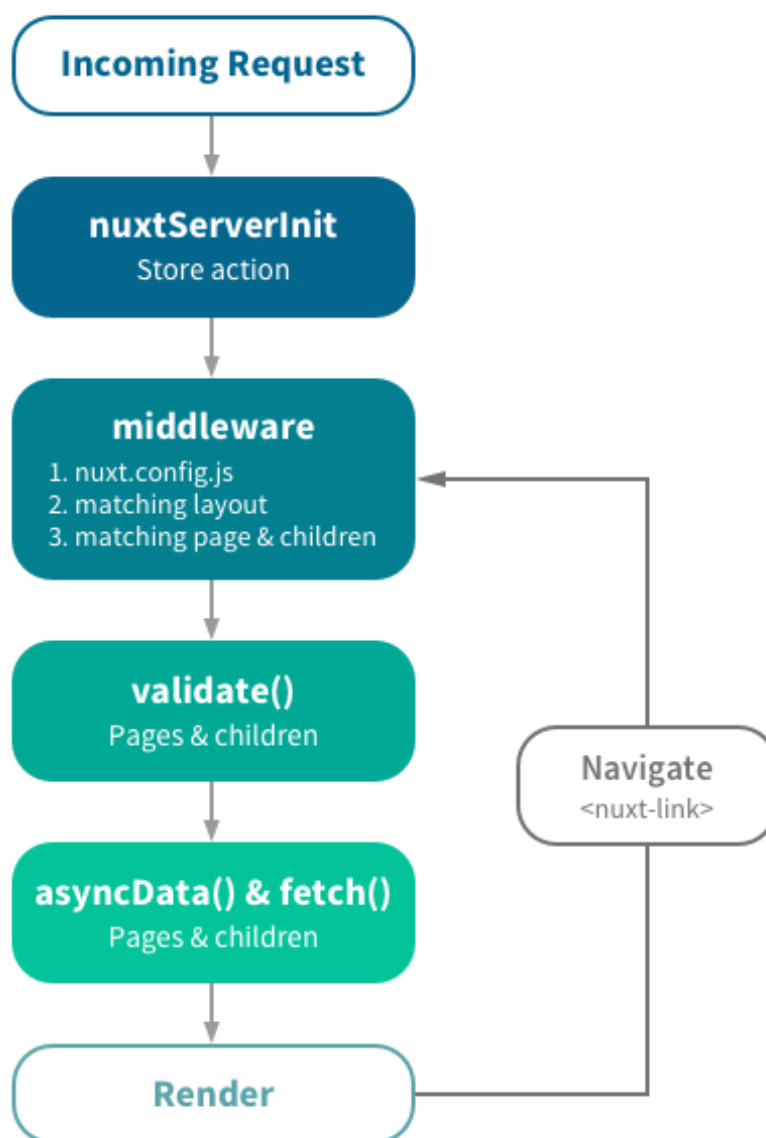 Incoming Request
nuxtServerInit
Store action
middleware
1. nuxt.config.js
2. matching layout
3. matching page & children
validate()
Pages & children
Navigate
<nuxt-link>
asyncData() & fetch()
Pages & children
Render